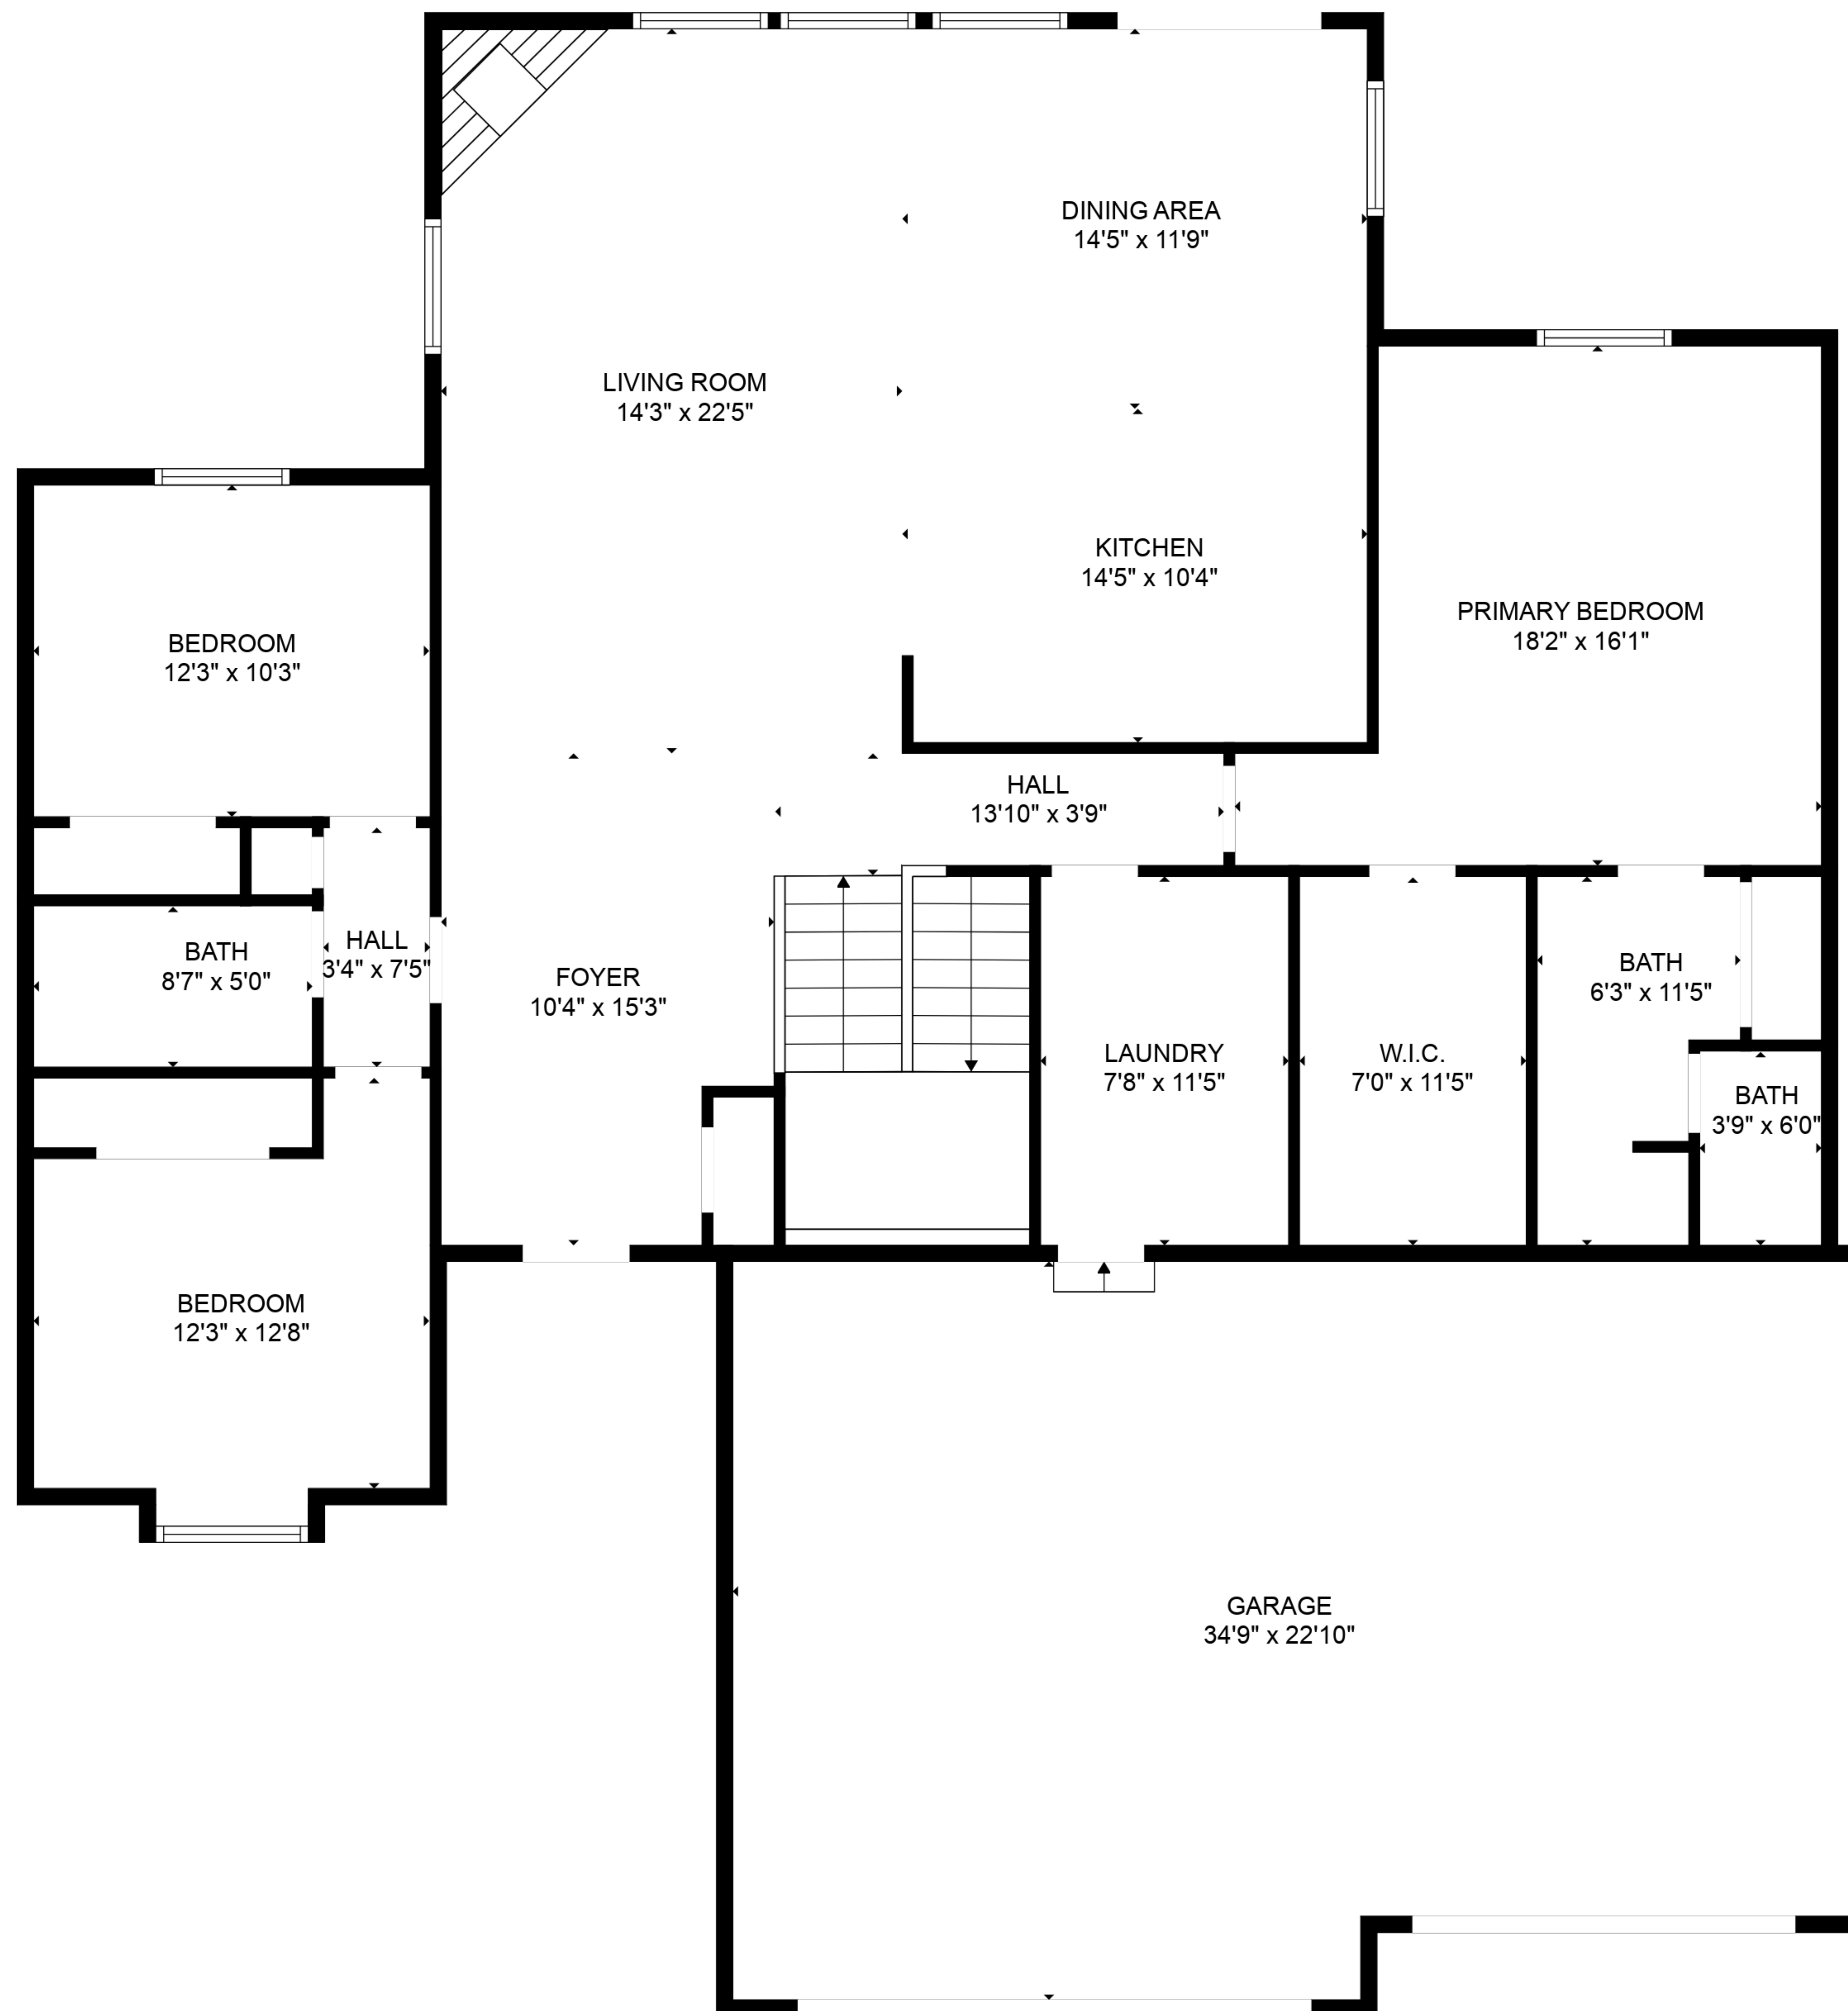 DINING AREA
14'5" x 11'9"
LIVING ROOM
14'3" x 22'5"
KITCHEN
14'5" x 10'4"
PRIMARY BEDROOM
18'2" x 16'1"
BEDROOM
12'3" x 10'3"
HALL
13'10" x 3'9"
BATH
8'7" x 5'0"
HALL
3'4" x 7'5"
FOYER
10'4" x 15'3"
LAUNDRY
7'8" x 11'5"
W.I.C.
7'0" x 11'5"
BATH
6'3" x 11'5"
BATH
3'9" x 6'0"
BEDROOM
12'3" x 12'8"
GARAGE
34'9" x 22'10"